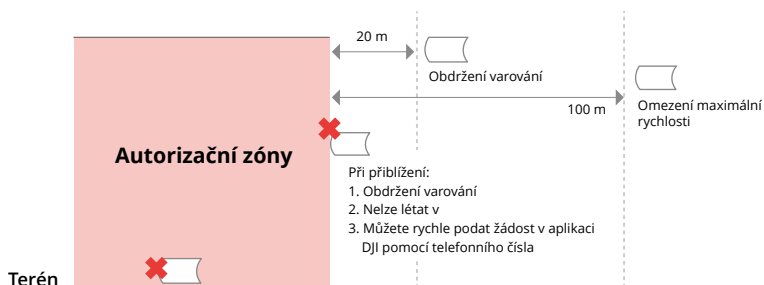 20 m
Obdržení varování
100 m
Omezení maximální
rychlosti
Autorizační zóny
Při přiblížení:
1. Obdržení varování
2. Nelze létat v
3. Můžete rychle podat žádost v aplikaci
DJI pomocí telefonního čísla
Terén